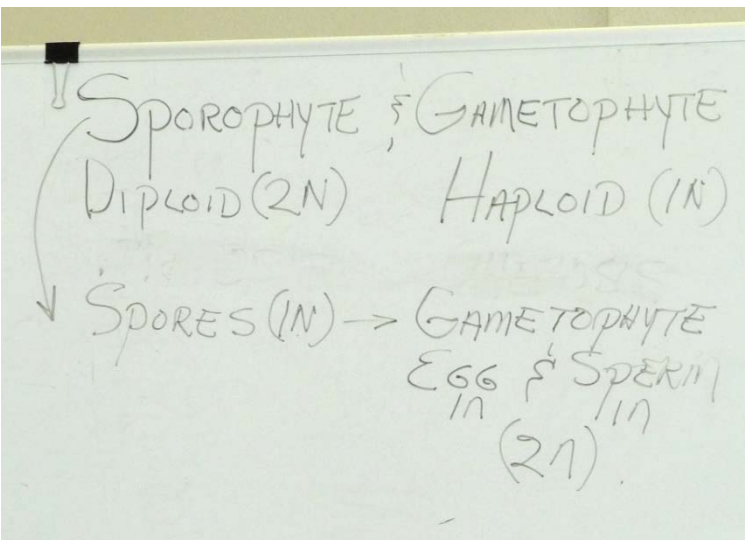 SPOROPHYTE & GAMETOPHYTE
DIPLOID (2N) HAPLOID (1N)
SPORES (1N) → GAMETOPHYTE
EGG & SPERM
1n 1n
(2n)